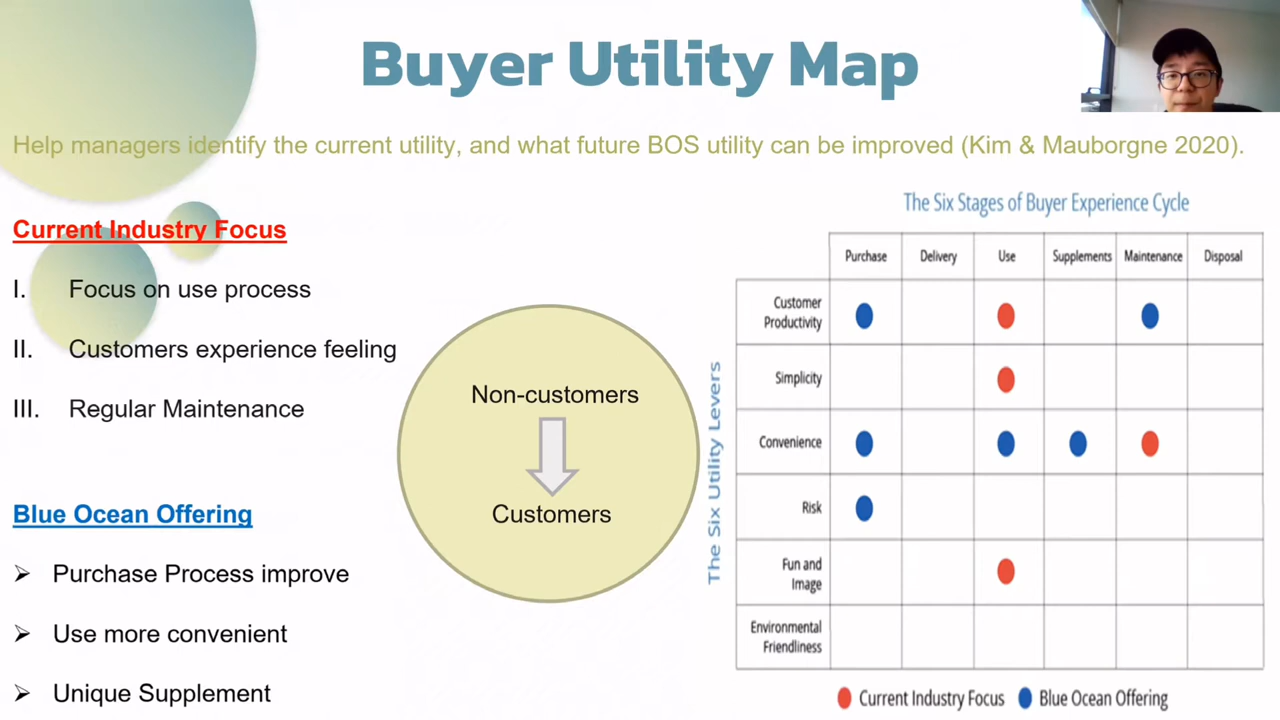 Buyer Utility Map
Help managers identify the current utility, and what future BOS utility can be improved (Kim & Mauborgne 2020).
Current Industry Focus
I. Focus on use process
II. Customers experience feeling
III. Regular Maintenance
Blue Ocean Offering
➢ Purchase Process improve
➢ Use more convenient
➢ Unique Supplement
Non-customers
Customers
The Six Stages of Buyer Experience Cycle
Purchase Delivery Use Supplements Maintenance Disposal
The Six Utility Levers
Customer
Productivity
Simplicity
Convenience
Risk
Fun and
Image
Environmental
Friendliness
Current Industry Focus Blue Ocean Offering